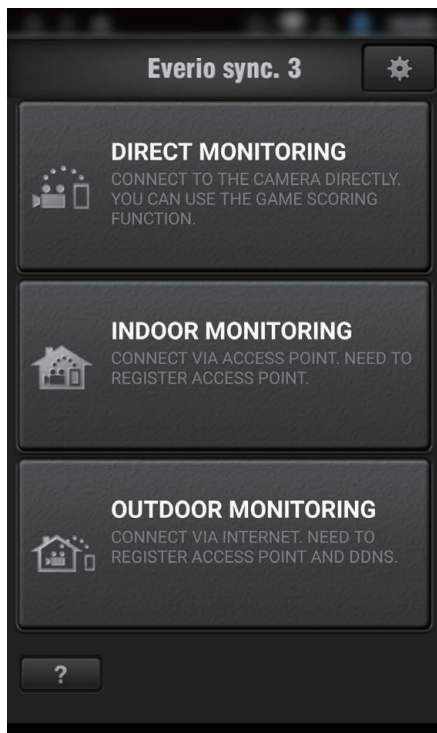 Everio sync. 3
DIRECT MONITORING
CONNECT TO THE CAMERA DIRECTLY.
YOU CAN USE THE GAME SCORING
FUNCTION.
INDOOR MONITORING
CONNECT VIA ACCESS POINT. NEED TO
REGISTER ACCESS POINT.
OUTDOOR MONITORING
CONNECT VIA INTERNET. NEED TO
REGISTER ACCESS POINT AND DDNS.
?